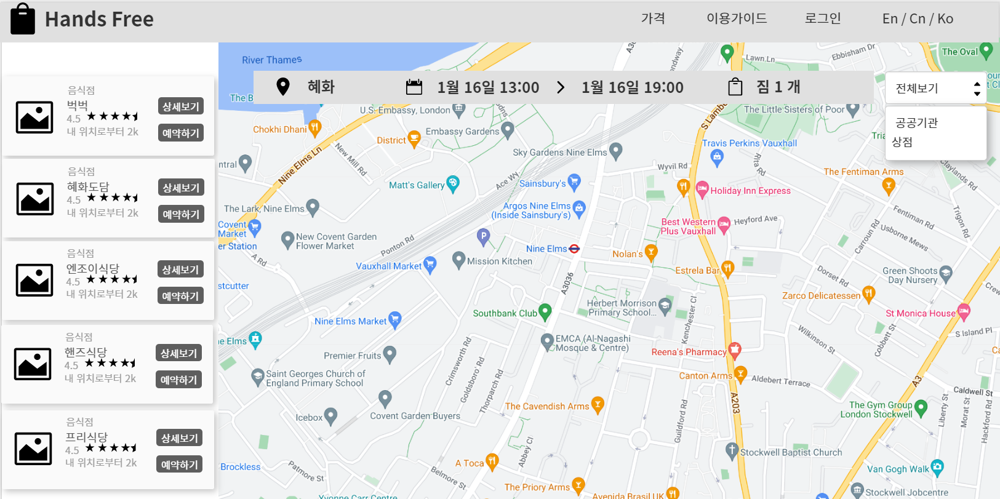 Hands Free
가격
이용가이드
로그인
En / Cn / Ko
혜화
1월 16일 13:00
1월 16일 19:00
짐 1 개
전체보기
공공기관
상점
음식점
벅벅
4.5
내 위치로부터 2k
상세보기
예약하기
음식점
혜화도담
4.5
내 위치로부터 2k
상세보기
예약하기
음식점
엔조이식당
4.5
내 위치로부터 2k
상세보기
예약하기
음식점
핸즈식당
4.5
내 위치로부터 2k
상세보기
예약하기
음식점
프리식당
4.5
내 위치로부터 2k
상세보기
예약하기
River Thames
The B
U.S. Embassy, London
Chokhi Dhani
Embassy Gardens
District
Sky Gardens Nine Elms
Nine Elms Ln
New Mill Rd
ntral
Matt's Gallery
Ace Wy
Sainsbury's
Argos Nine Elms
(Inside Sainsbury's)
The Lark, Nine Elms
Covent
Market
er Station
New Covent Garden
Flower Market
A Rd
Ponton Rd
P
Nine Elms
Mission Kitchen
Vauxhall Market
stcutter
A3036
Southbank Club
Nine Elms Market
ne Elms
EMCA (Al-Nagashi
Mosque & Centre)
Premier Fruits
Saint Georges Church of
England Primary School
Crimsworth Rd
Goldsboro' Rd
Thorparch Rd
Icebox
Covent Garden Buyers
The Cavendish Arms
Brockless
Patmore St
A Toca
Abbey Cl
Belmore St
The Priory Arms
Yvonne Carr Centre
Avenida Brasil UK
Lawn Ln
Ebbisham Dr
The Oval
The Little Sisters of Poor
S Lamb
Travis Perkins Vauxhall
Wyvil Rd
Rita Rd
Claylands Rd
The Fentiman Arms
Holiday Inn Express
Best Western
Plus Vauxhall
Heyford Ave
Fentiman Rd
Trigon Rd
Usborne Mews
Carroun Rd
Nolan's
Estrela Bar
Dorset Rd
Green Shoots
Day Nursery
Zarco Delicatessen
Crew
Herbert Morrison
Primary School...
Kenchester Cl
St Monica House
Wilkinson St
Cobbett St
S Island Pl
Reena's Pharmacy
Canton Arms
Aldebert Terrace
A3
Caldwell St
A203
The Gym Group
London Stockwell
Guildford Rd
Liberty St
Morat St
Hackford Rd
Stockwell Baptist Church
Van Gogh Walk
Stockwell Jobcentre